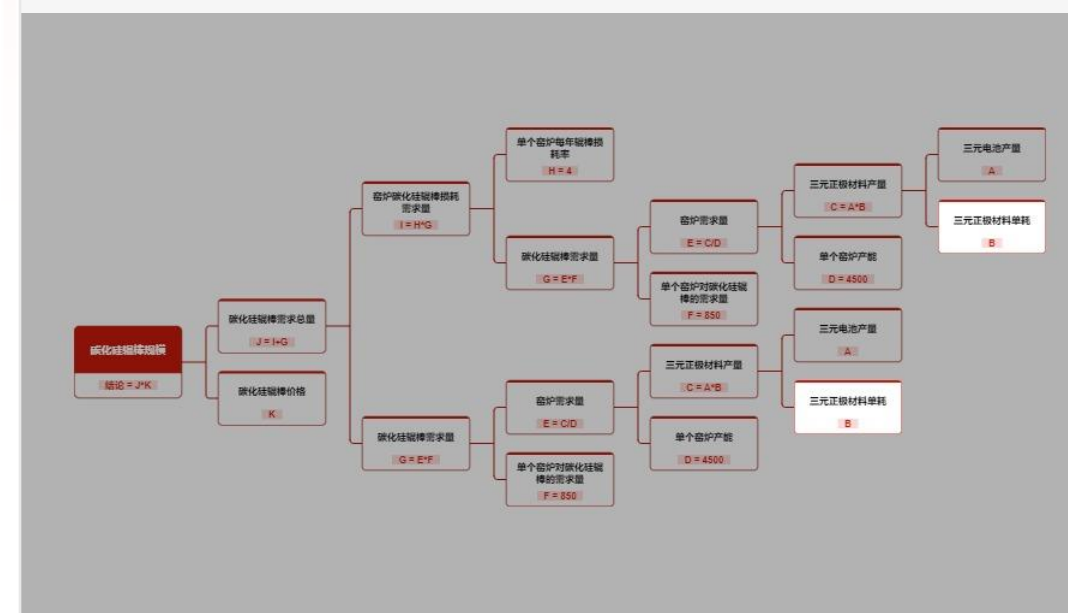 碳化硅辊棒规模
结论 = J*K
碳化硅辊棒需求总量
J = I+G
碳化硅辊棒价格
K
窑炉碳化硅辊棒损耗
需求量
I = H*G
碳化硅辊棒需求量
G = E*F
单个窑炉每年辊棒损
耗率
H = 4
碳化硅辊棒需求量
G = E*F
窑炉需求量
E = C/D
单个窑炉对碳化硅辊
棒的需求量
F = 850
三元正极材料产量
C = A*B
单个窑炉产能
D = 4500
三元电池产量
A
三元正极材料单耗
B
窑炉需求量
E = C/D
单个窑炉对碳化硅辊
棒的需求量
F = 850
三元正极材料产量
C = A*B
单个窑炉产能
D = 4500
三元电池产量
A
三元正极材料单耗
B